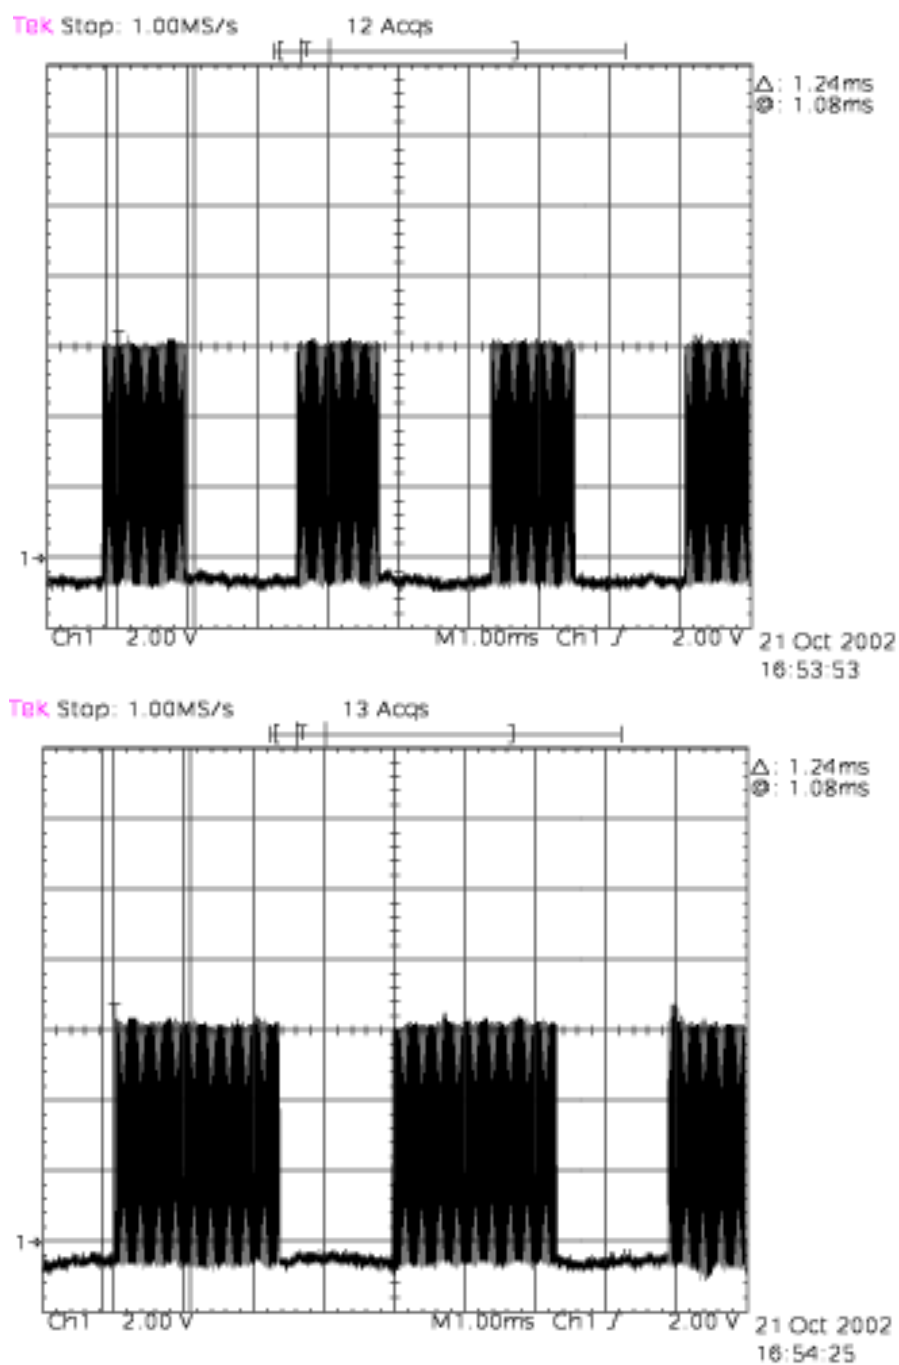 Tek Stop: 1.00MS/s 12 Acqs
[ T ]
Δ: 1.24ms
@: 1.08ms
T
1→
Ch1 2.00 V M1.00ms Ch1 ∫ 2.00 V
21 Oct 2002
16:53:53
Tek Stop: 1.00MS/s 13 Acqs
[ T ]
Δ: 1.24ms
@: 1.08ms
T
1→
Ch1 2.00 V M1.00ms Ch1 ∫ 2.00 V
21 Oct 2002
16:54:25